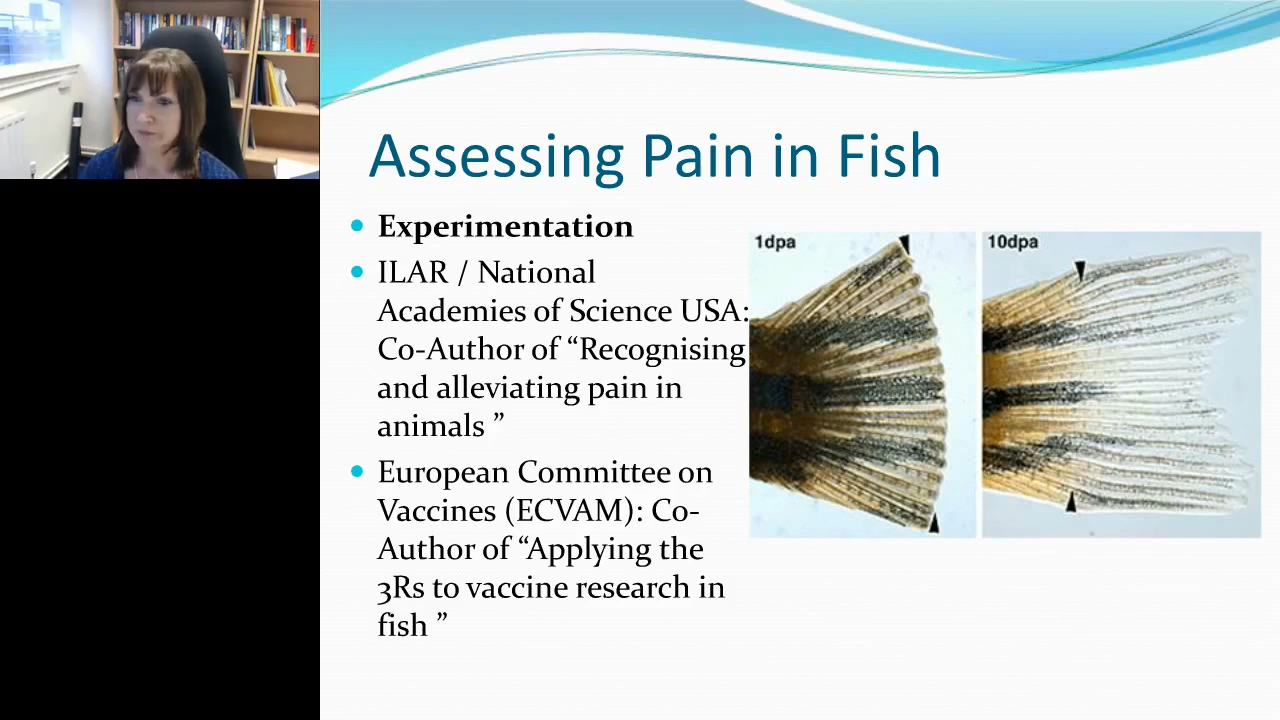 Assessing Pain in Fish
Experimentation
ILAR / National
Academies of Science USA:
Co-Author of “Recognising
and alleviating pain in
animals ”
European Committee on
Vaccines (ECVAM): Co-
Author of “Applying the
3Rs to vaccine research in
fish ”
1dpa
10dpa